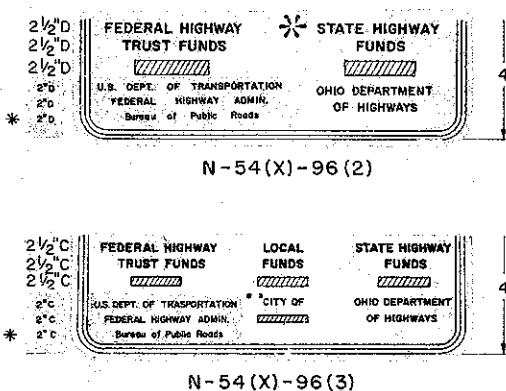 2½"D FEDERAL HIGHWAY STATE HIGHWAY
2½"D TRUST FUNDS FUNDS
2½"D
2"D U.S. DEPT. OF TRANSPORTATION OHIO DEPARTMENT
2"D FEDERAL HIGHWAY ADMIN. OF HIGHWAYS
* 2"D Bureau of Public Roads
4
N-54(X)-96(2)
2½"C FEDERAL HIGHWAY LOCAL STATE HIGHWAY
2½"C TRUST FUNDS FUNDS FUNDS
2½"C
2"C U.S. DEPT. OF TRASPORTATION * *CITY OF OHIO DEPARTMENT
2"C FEDERAL HIGHWAY ADMIN. OF HIGHWAYS
* 2"C Bureau of Public Roads
4
N-54(X)-96(3)